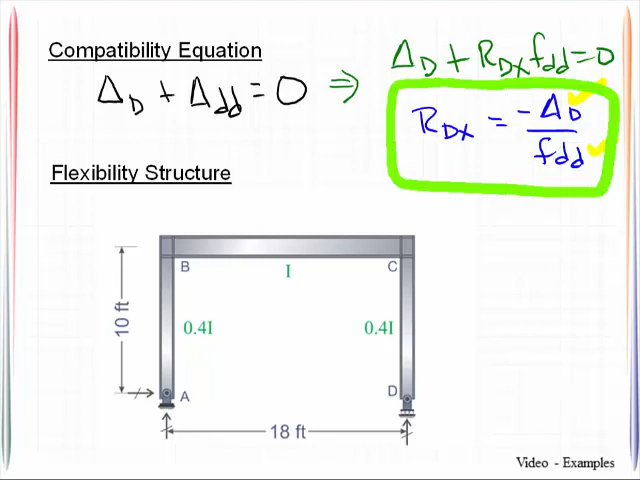 Compatibility Equation
Δ_D + Δ_dd = 0 ⇒ Δ_D + R_DX f_dd = 0
R_DX = -Δ_D / f_dd
Flexibility Structure
B I C
10 ft 0.4I 0.4I
A D
18 ft
Video - Examples